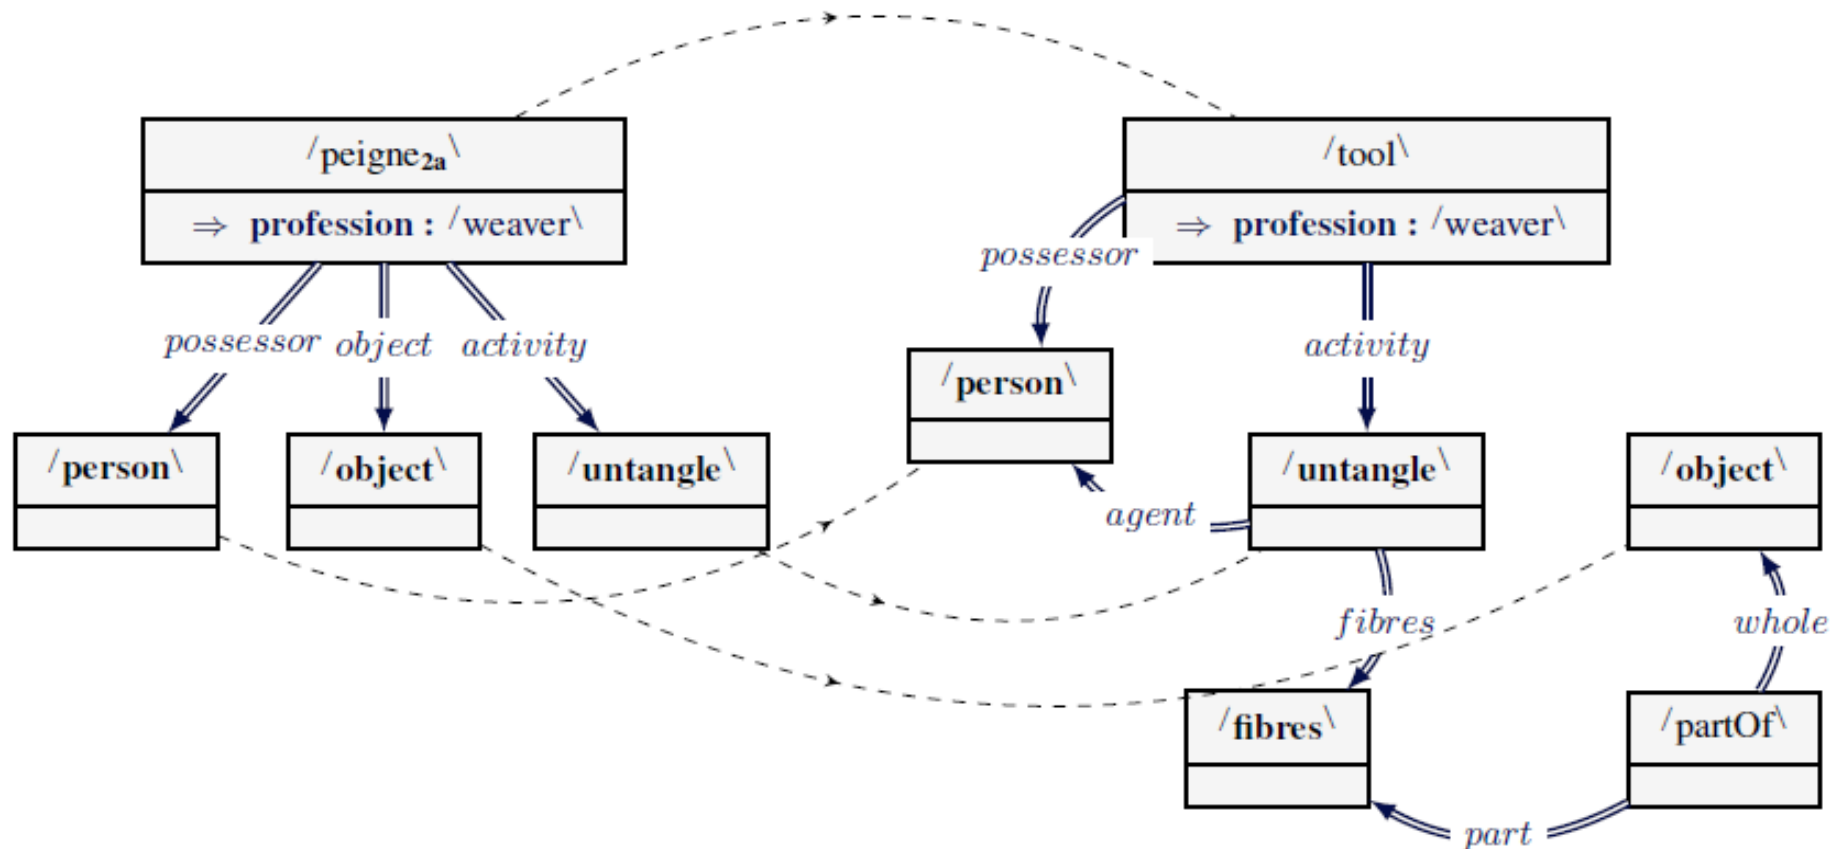 /peigne2a\
⇒ profession : /weaver\
possessor object activity
/person\
/object\
/untangle\
/tool\
⇒ profession : /weaver\
possessor
activity
/person\
/untangle\
/object\
agent
fibres
whole
/fibres\
/partOf\
part